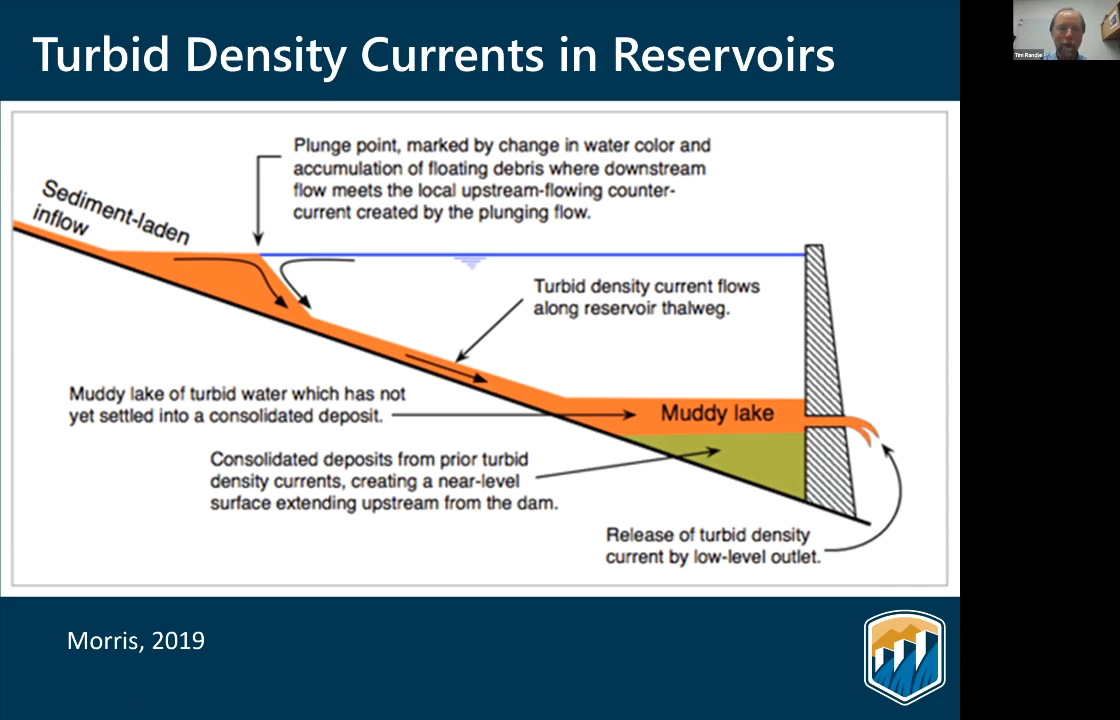 Turbid Density Currents in Reservoirs
Tim Randle
Plunge point, marked by change in water color and
accumulation of floating debris where downstream
flow meets the local upstream-flowing counter-
current created by the plunging flow.
Sediment-laden
inflow
Turbid density current flows
along reservoir thalweg.
Muddy lake of turbid water which has not
yet settled into a consolidated deposit.
Muddy lake
Consolidated deposits from prior turbid
density currents, creating a near-level
surface extending upstream from the dam.
Release of turbid density
current by low-level outlet.
Morris, 2019